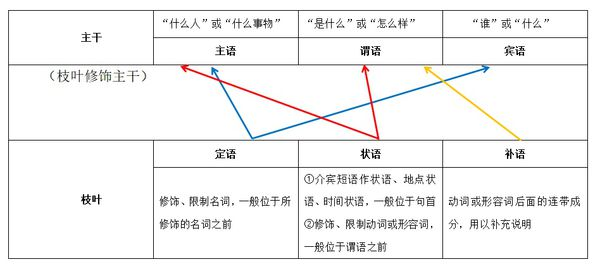 主干
“什么人”或“什么事物”
“是什么”或“怎么样”
“谁”或“什么”
主语
谓语
宾语
（枝叶修饰主干）
枝叶
定语
状语
补语
修饰、限制名词，一般位于所
修饰的名词之前
①介宾短语作状语、地点状
语、时间状语，一般位于句首
②修饰、限制动词或形容词，
一般位于谓语之前
动词或形容词后面的连带成
分，用以补充说明